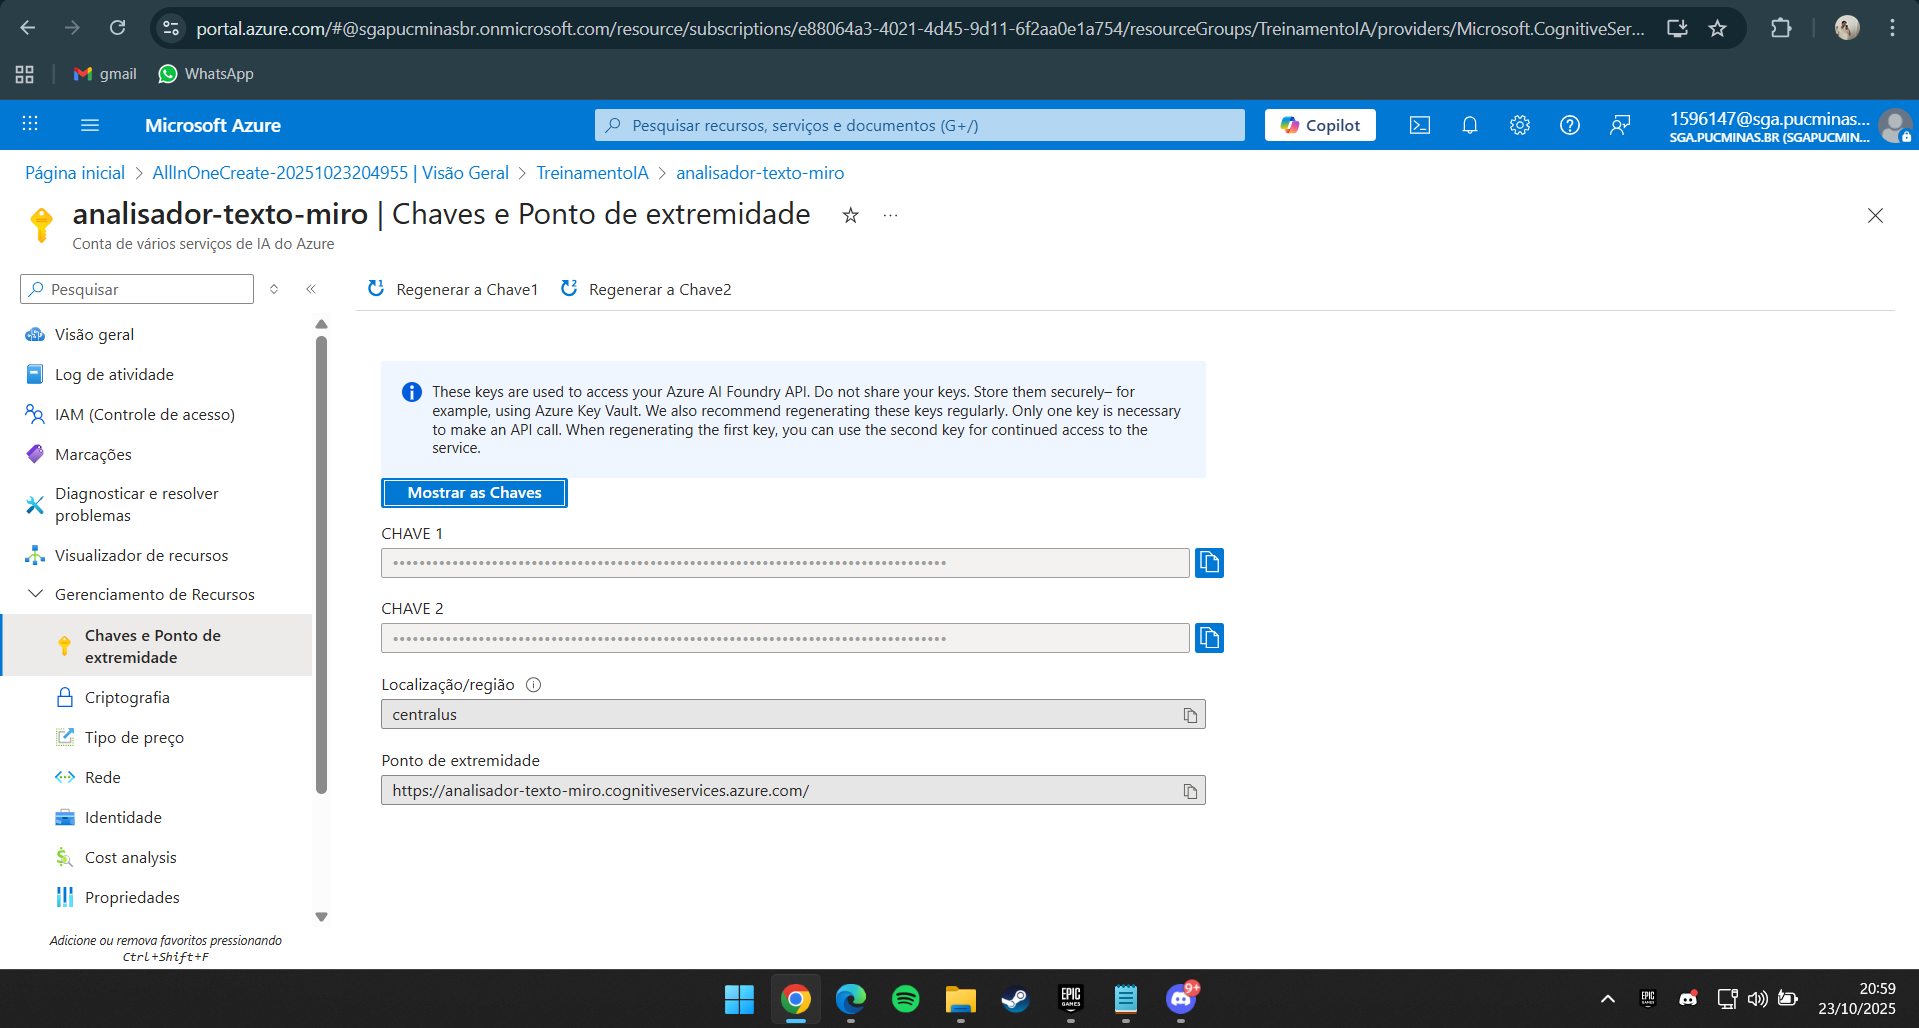 portal.azure.com/#@sgapucminasbr.onmicrosoft.com/resource/subscriptions/e88064a3-4021-4d45-9d11-6f2aa0e1a754/resourceGroups/TreinamentoIA/providers/Microsoft.CognitiveSer...
gmail
WhatsApp
Microsoft Azure
Pesquisar recursos, serviços e documentos (G+/)
Copilot
1596147@sga.pucminas...
SGA.PUCMINAS.BR (SGAPUCMIN...
Página inicial > AllInOneCreate-20251023204955 | Visão Geral > TreinamentoIA > analisador-texto-miro
analisador-texto-miro | Chaves e Ponto de extremidade
Conta de vários serviços de IA do Azure
Pesquisar
Regenerar a Chave1
Regenerar a Chave2
Visão geral
Log de atividade
IAM (Controle de acesso)
Marcações
Diagnosticar e resolver
problemas
Visualizador de recursos
Gerenciamento de Recursos
Chaves e Ponto de
extremidade
Criptografia
Tipo de preço
Rede
Identidade
Cost analysis
Propriedades
Adicione ou remova favoritos pressionando
Ctrl+Shift+F
These keys are used to access your Azure AI Foundry API. Do not share your keys. Store them securely– for
example, using Azure Key Vault. We also recommend regenerating these keys regularly. Only one key is necessary
to make an API call. When regenerating the first key, you can use the second key for continued access to the
service.
Mostrar as Chaves
CHAVE 1
CHAVE 2
Localização/região
centralus
Ponto de extremidade
https://analisador-texto-miro.cognitiveservices.azure.com/
EPIC
GAMES
9+
EPIC
20:59
23/10/2025